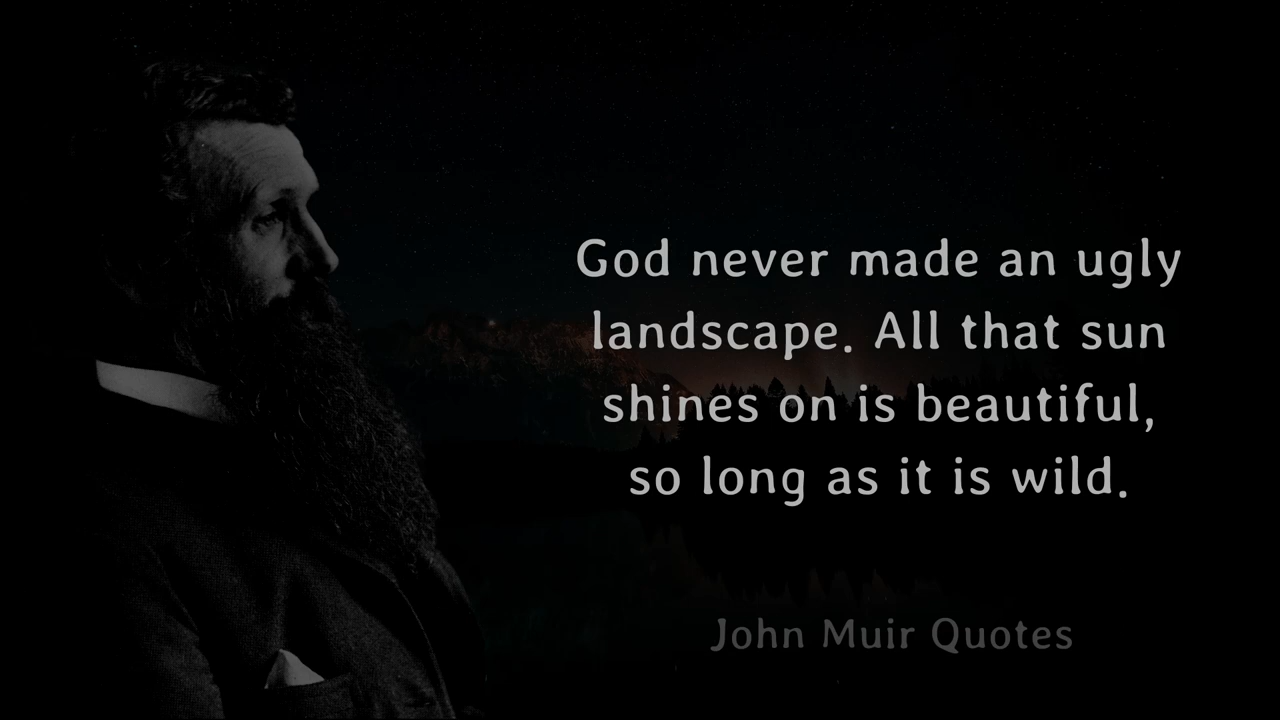 God never made an ugly
landscape. All that sun
shines on is beautiful,
so long as it is wild.
John Muir Quotes